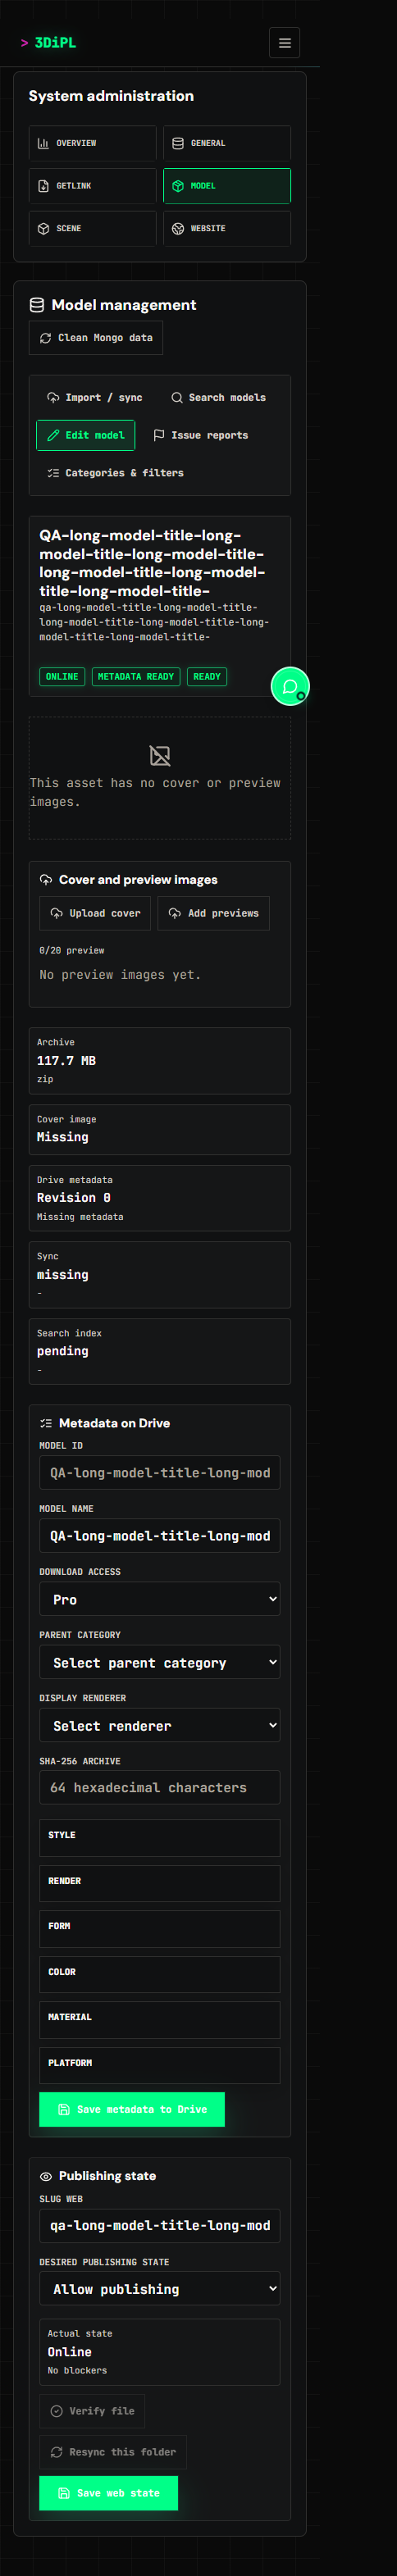 > 3DiPL
System administration
OVERVIEW
GENERAL
GETLINK
MODEL
SCENE
WEBSITE
Model management
Clean Mongo data
Import / sync
Search models
Edit model
Issue reports
Categories & filters
QA-long-model-title-long-
model-title-long-model-title-
long-model-title-long-model-
title-long-model-title-
qa-long-model-title-long-model-title-
long-model-title-long-model-title-long-
model-title-long-model-title-
ONLINE
METADATA READY
READY
This asset has no cover or preview
images.
Cover and preview images
Upload cover
Add previews
0/20 preview
No preview images yet.
Archive
117.7 MB
zip
Cover image
Missing
Drive metadata
Revision 0
Missing metadata
Sync
missing
-
Search index
pending
-
Metadata on Drive
MODEL ID
QA-long-model-title-long-mod
MODEL NAME
QA-long-model-title-long-mod
DOWNLOAD ACCESS
Pro
PARENT CATEGORY
Select parent category
DISPLAY RENDERER
Select renderer
SHA-256 ARCHIVE
64 hexadecimal characters
STYLE
RENDER
FORM
COLOR
MATERIAL
PLATFORM
Save metadata to Drive
Publishing state
SLUG WEB
qa-long-model-title-long-mod
DESIRED PUBLISHING STATE
Allow publishing
Actual state
Online
No blockers
Verify file
Resync this folder
Save web state